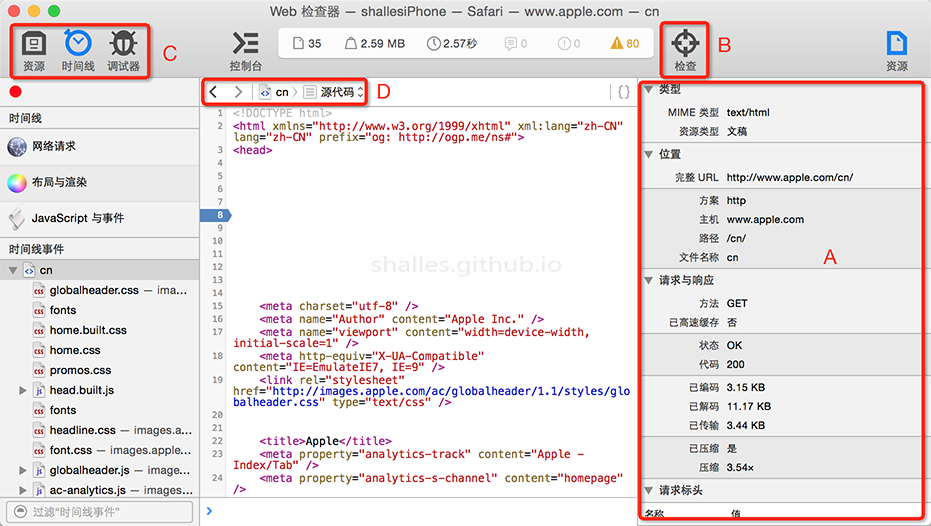 Web 检查器 — shallesiPhone — Safari — www.apple.com — cn
资源 时间线 调试器 C
控制台
35 2.59 MB 2.57秒 0 0 80
检查 B
资源
cn 源代码 D {}
时间线
网络请求
布局与渲染
JavaScript 与事件
时间线事件
cn
css globalheader.css — ima...
css fonts
css home.built.css
css home.css
css promos.css
js head.built.js
css fonts
css headline.css — images.a...
css font.css — images.apple...
js globalheader.js — image...
js ac-analytics.js — images...
过滤“时间线事件”
1 <!DOCTYPE html>
2 <html xmlns="http://www.w3.org/1999/xhtml" xml:lang="zh-CN"
lang="zh-CN" prefix="og: http://ogp.me/ns#">
3 <head>
4
5
6
7
8
9
10
11
12
13
14
shalles.github.io
15 <meta charset="utf-8" />
16 <meta name="Author" content="Apple Inc." />
17 <meta name="viewport" content="width=device-width,
initial-scale=1" />
18 <meta http-equiv="X-UA-Compatible"
content="IE=EmulateIE7, IE=9" />
19 <link rel="stylesheet"
href="http://images.apple.com/ac/globalheader/1.1/styles/glo
balheader.css" type="text/css" />
20
21
22 <title>Apple</title>
23 <meta property="analytics-track" content="Apple -
Index/Tab" />
24 <meta property="analytics-s-channel" content="homepage"
/>
类型
MIME 类型 text/html
资源类型 文稿
位置
完整 URL http://www.apple.com/cn/
方案 http
主机 www.apple.com
路径 /cn/
文件名称 cn
A
请求与响应
方法 GET
已高速缓存 否
状态 OK
代码 200
已编码 3.15 KB
已解码 11.17 KB
已传输 3.44 KB
已压缩 是
压缩 3.54×
请求标头
名称 值